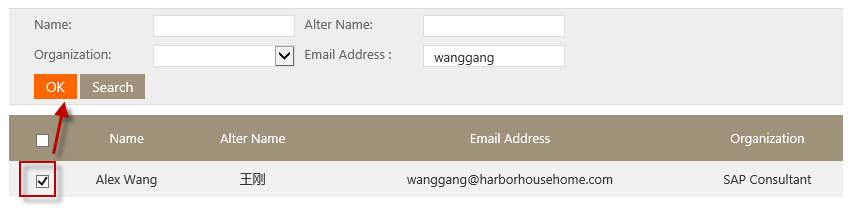 Name: Alter Name:
Organization: Email Address : wanggang
OK Search
Name Alter Name Email Address Organization
Alex Wang 王刚 wanggang@harborhousehome.com SAP Consultant